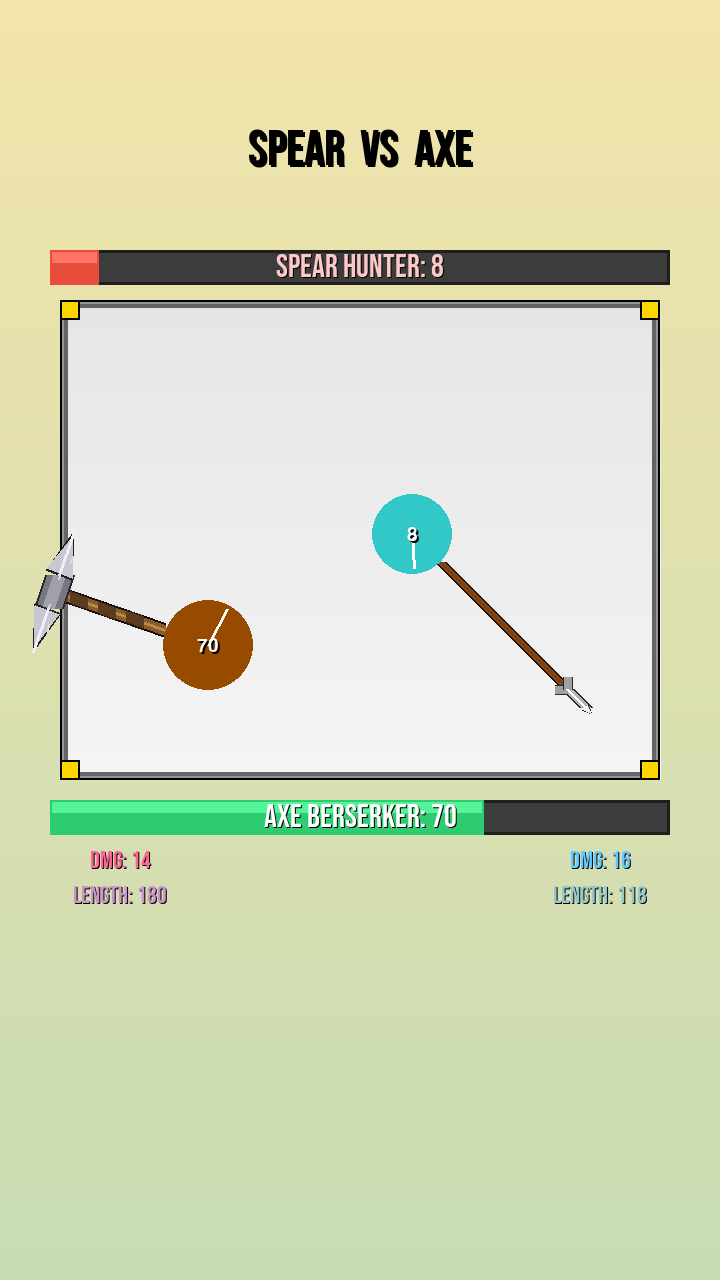 SPEAR VS AXE
SPEAR HUNTER: 8
8
70
AXE BERSERKER: 70
DMG: 14
DMG: 16
LENGTH: 180
LENGTH: 118